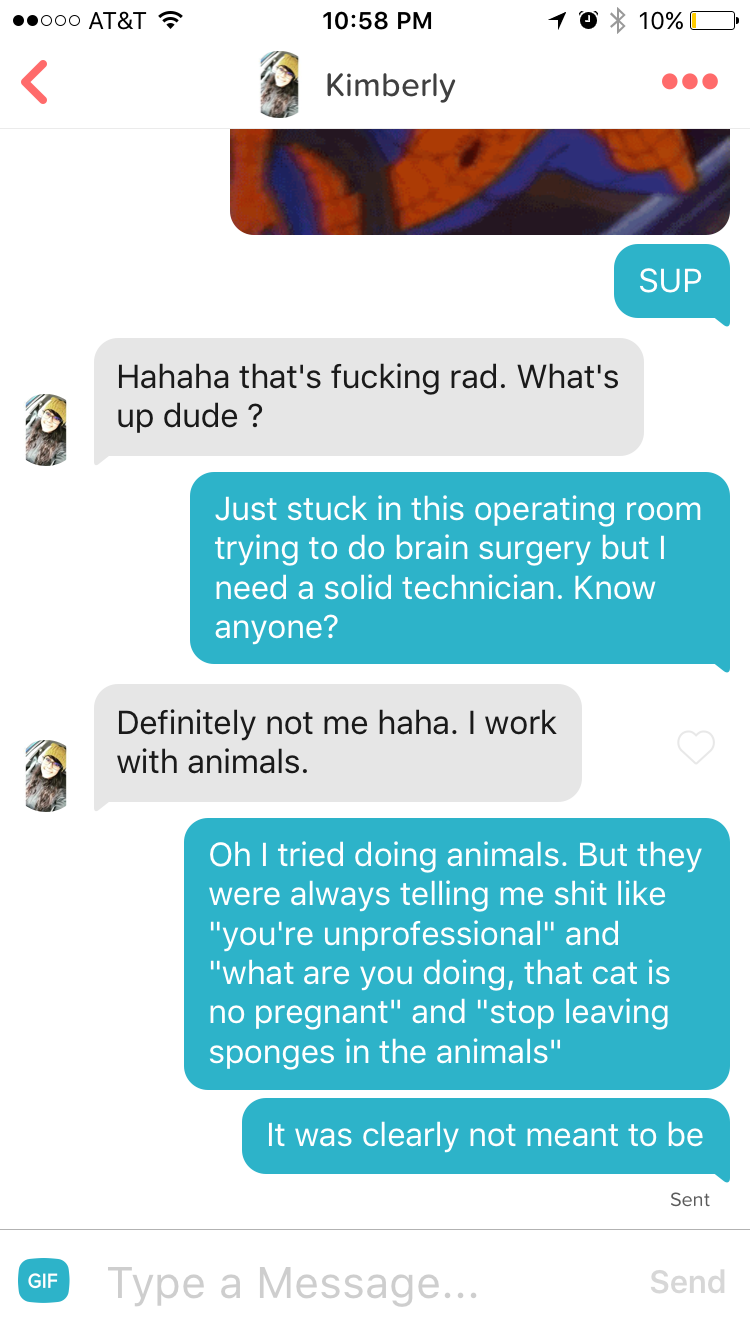 AT&T 10:58 PM 10%
Kimberly
SUP
Hahaha that's fucking rad. What's
up dude ?
Just stuck in this operating room
trying to do brain surgery but I
need a solid technician. Know
anyone?
Definitely not me haha. I work
with animals.
Oh I tried doing animals. But they
were always telling me shit like
"you're unprofessional" and
"what are you doing, that cat is
no pregnant" and "stop leaving
sponges in the animals"
It was clearly not meant to be
Sent
GIF Type a Message... Send